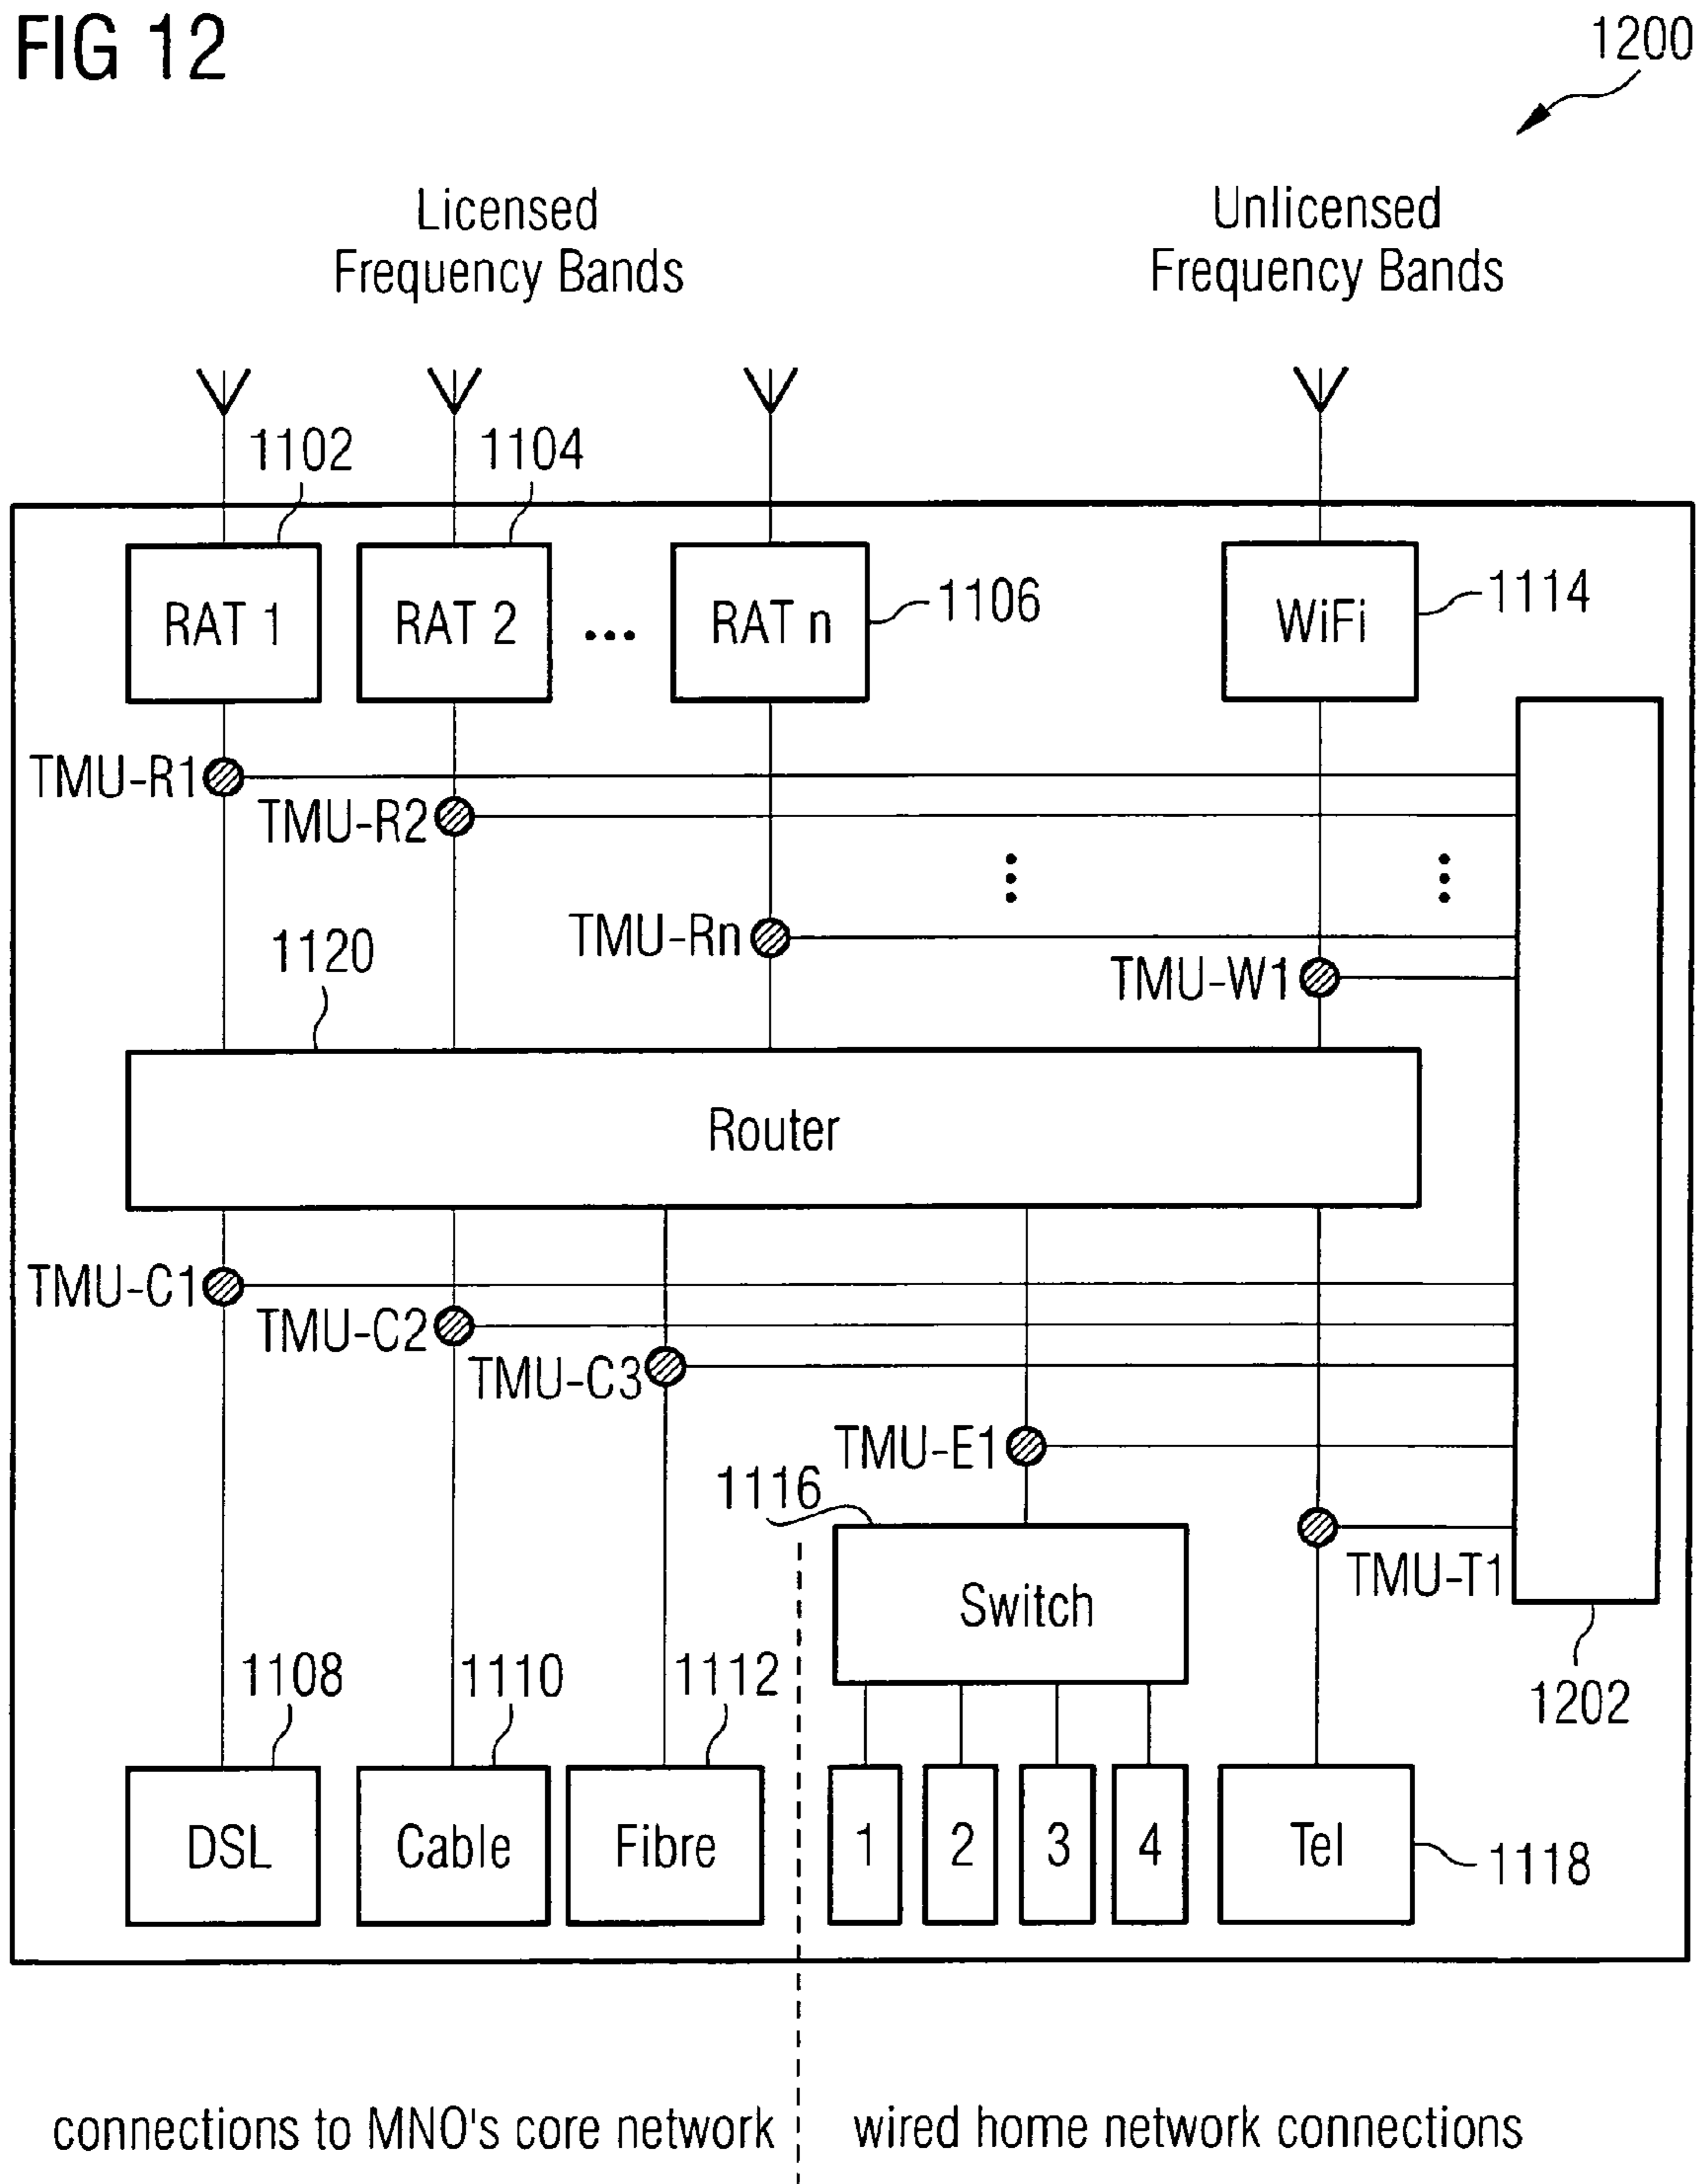 FIG 12
1200
Licensed
Frequency Bands
Unlicensed
Frequency Bands
1102
1104
RAT 1
RAT 2
...
RAT n
1106
WiFi
1114
TMU-R1
TMU-R2
TMU-Rn
TMU-W1
1120
Router
TMU-C1
TMU-C2
TMU-C3
TMU-E1
1116
Switch
TMU-T1
1202
1108
1110
1112
DSL
Cable
Fibre
1
2
3
4
Tel
1118
connections to MNO's core network
wired home network connections